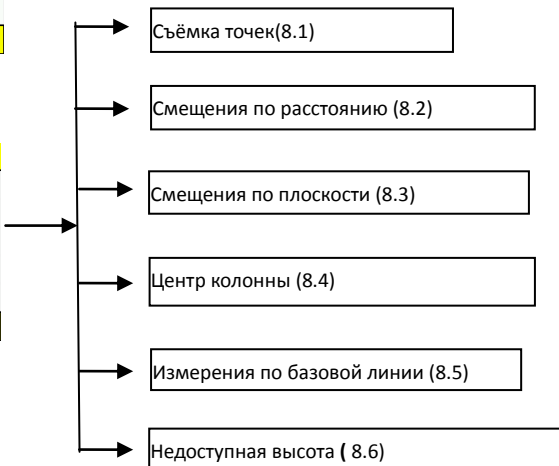 Съёмка точек(8.1)
Смещения по расстоянию (8.2)
Смещения по плоскости (8.3)
Центр колонны (8.4)
Измерения по базовой линии (8.5)
Недоступная высота ( 8.6)